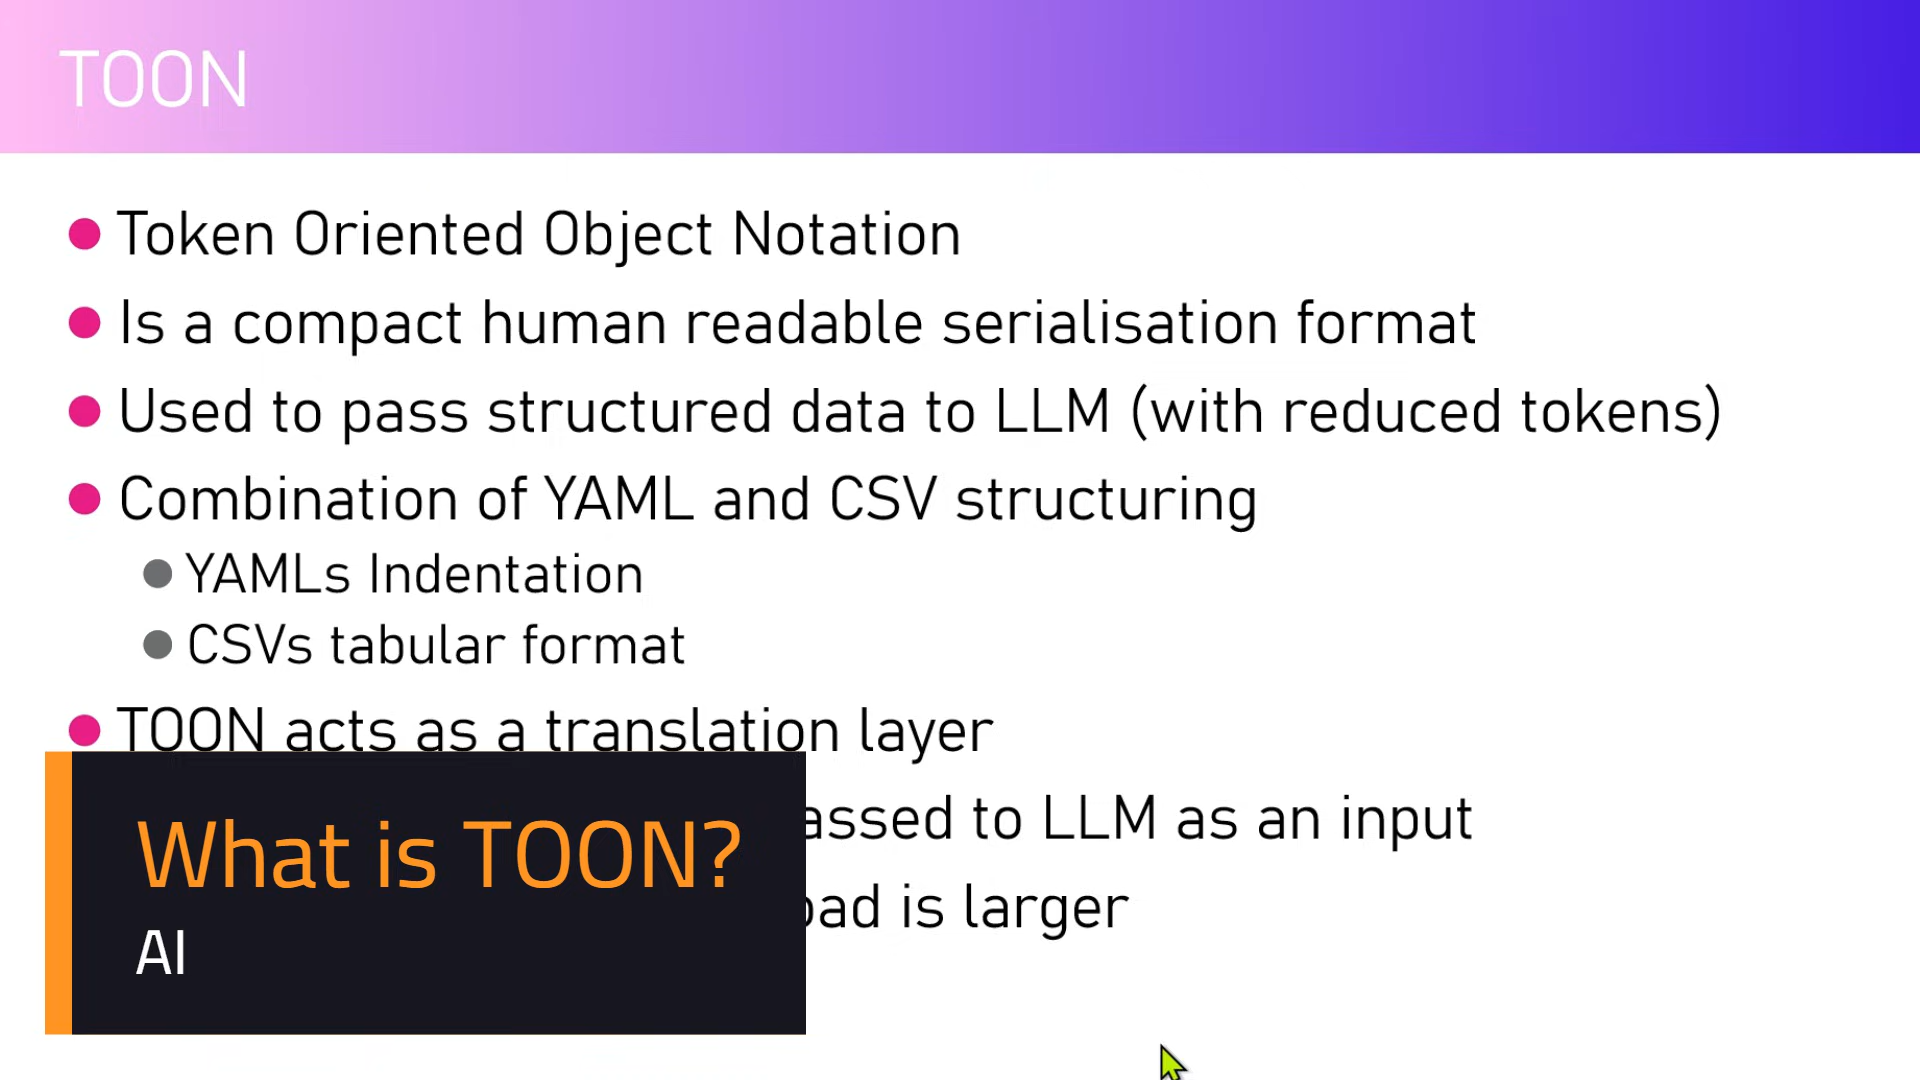 TOON
Token Oriented Object Notation
Is a compact human readable serialisation format
Used to pass structured data to LLM (with reduced tokens)
Combination of YAML and CSV structuring
YAMLs Indentation
CSVs tabular format
TOON acts as a translation layer
to LLM as an input
is larger
What is TOON?
AI